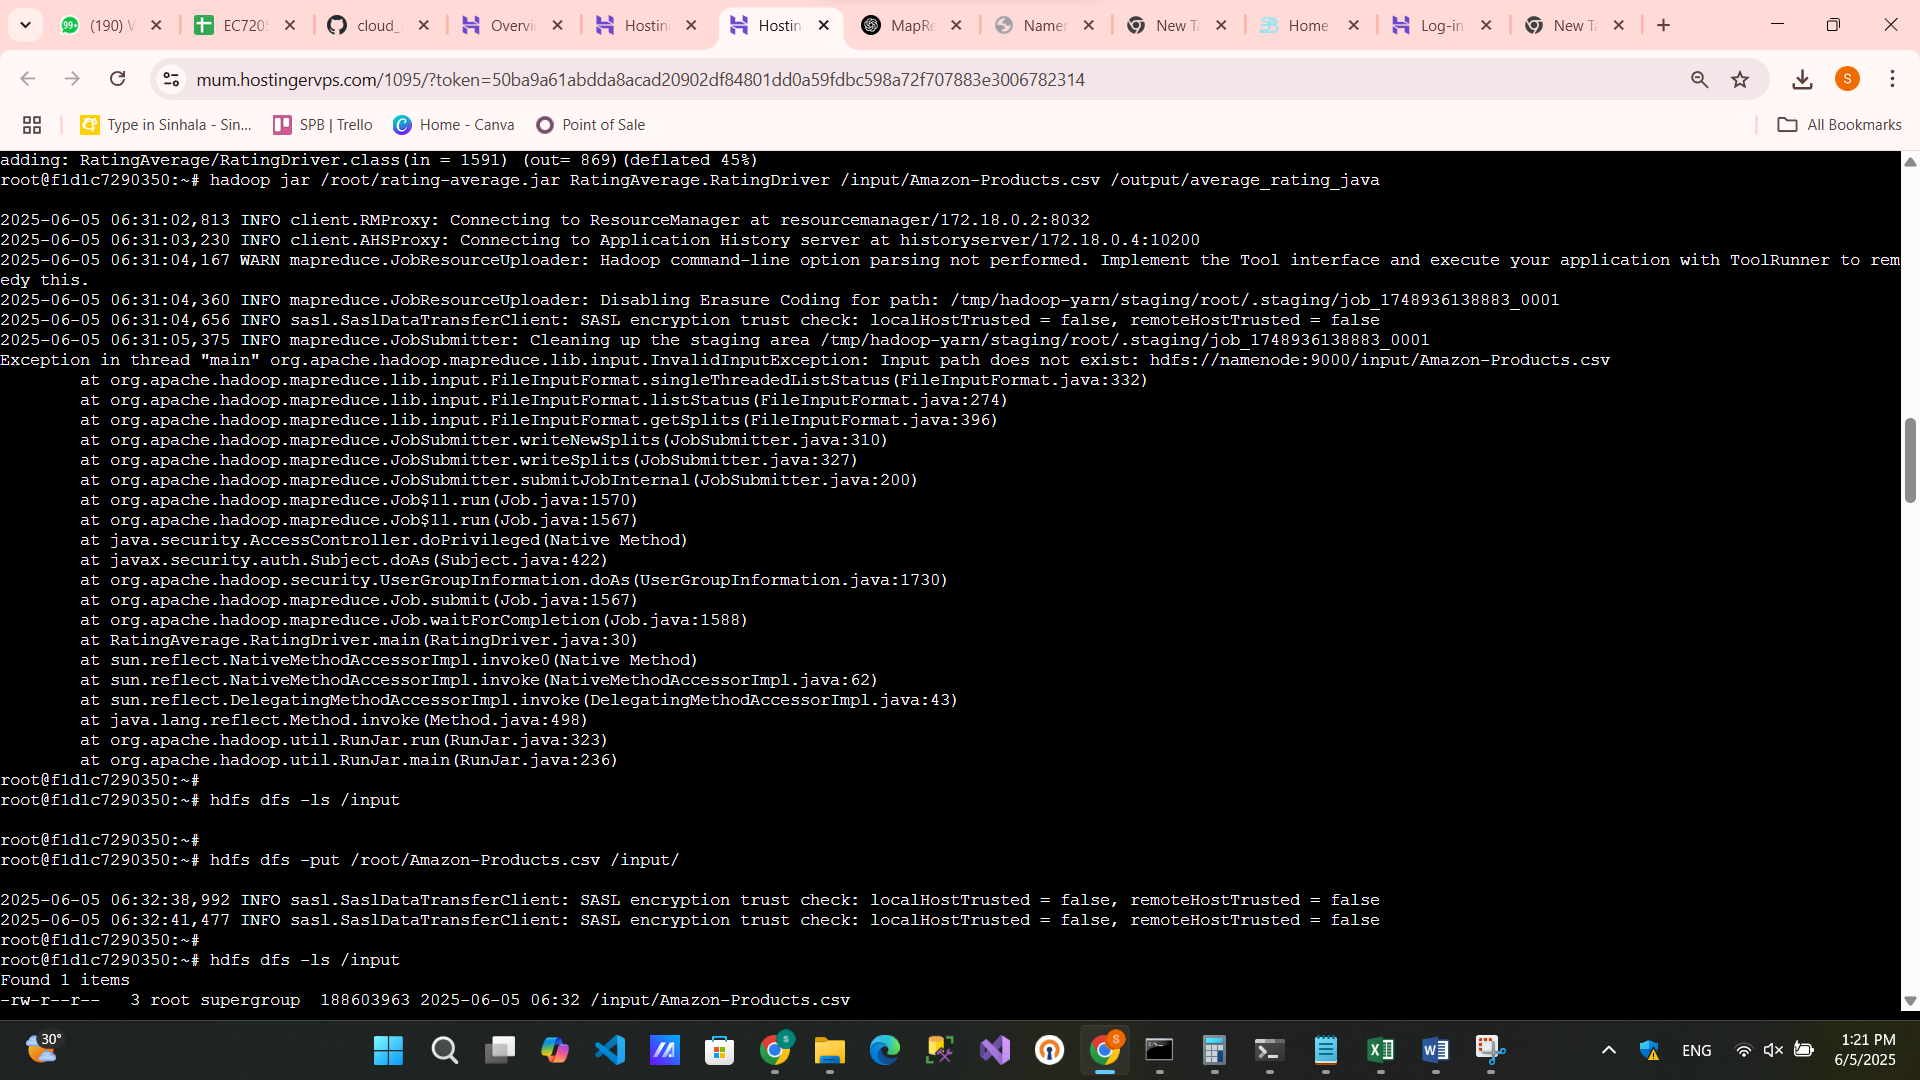 (190) W
EC7205
cloud_
Overvi
Hostin
Hostin
MapRe
Namen
New Ta
Home
Log-in
New Ta
mum.hostingervps.com/1095/?token=50ba9a61abdda8acad20902df84801dd0a59fdbc598a72f707883e3006782314
S
Type in Sinhala - Sin...
SPB | Trello
Home - Canva
Point of Sale
All Bookmarks
adding: RatingAverage/RatingDriver.class(in = 1591) (out= 869)(deflated 45%)
root@f1d1c7290350:~# hadoop jar /root/rating-average.jar RatingAverage.RatingDriver /input/Amazon-Products.csv /output/average_rating_java
2025-06-05 06:31:02,813 INFO client.RMProxy: Connecting to ResourceManager at resourcemanager/172.18.0.2:8032
2025-06-05 06:31:03,230 INFO client.AHSProxy: Connecting to Application History server at historyserver/172.18.0.4:10200
2025-06-05 06:31:04,167 WARN mapreduce.JobResourceUploader: Hadoop command-line option parsing not performed. Implement the Tool interface and execute your application with ToolRunner to rem
edy this.
2025-06-05 06:31:04,360 INFO mapreduce.JobResourceUploader: Disabling Erasure Coding for path: /tmp/hadoop-yarn/staging/root/.staging/job_1748936138883_0001
2025-06-05 06:31:04,656 INFO sasl.SaslDataTransferClient: SASL encryption trust check: localHostTrusted = false, remoteHostTrusted = false
2025-06-05 06:31:05,375 INFO mapreduce.JobSubmitter: Cleaning up the staging area /tmp/hadoop-yarn/staging/root/.staging/job_1748936138883_0001
Exception in thread "main" org.apache.hadoop.mapreduce.lib.input.InvalidInputException: Input path does not exist: hdfs://namenode:9000/input/Amazon-Products.csv
at org.apache.hadoop.mapreduce.lib.input.FileInputFormat.singleThreadedListStatus(FileInputFormat.java:332)
at org.apache.hadoop.mapreduce.lib.input.FileInputFormat.listStatus(FileInputFormat.java:274)
at org.apache.hadoop.mapreduce.lib.input.FileInputFormat.getSplits(FileInputFormat.java:396)
at org.apache.hadoop.mapreduce.JobSubmitter.writeNewSplits(JobSubmitter.java:310)
at org.apache.hadoop.mapreduce.JobSubmitter.writeSplits(JobSubmitter.java:327)
at org.apache.hadoop.mapreduce.JobSubmitter.submitJobInternal(JobSubmitter.java:200)
at org.apache.hadoop.mapreduce.Job$11.run(Job.java:1570)
at org.apache.hadoop.mapreduce.Job$11.run(Job.java:1567)
at java.security.AccessController.doPrivileged(Native Method)
at javax.security.auth.Subject.doAs(Subject.java:422)
at org.apache.hadoop.security.UserGroupInformation.doAs(UserGroupInformation.java:1730)
at org.apache.hadoop.mapreduce.Job.submit(Job.java:1567)
at org.apache.hadoop.mapreduce.Job.waitForCompletion(Job.java:1588)
at RatingAverage.RatingDriver.main(RatingDriver.java:30)
at sun.reflect.NativeMethodAccessorImpl.invoke0(Native Method)
at sun.reflect.NativeMethodAccessorImpl.invoke(NativeMethodAccessorImpl.java:62)
at sun.reflect.DelegatingMethodAccessorImpl.invoke(DelegatingMethodAccessorImpl.java:43)
at java.lang.reflect.Method.invoke(Method.java:498)
at org.apache.hadoop.util.RunJar.run(RunJar.java:323)
at org.apache.hadoop.util.RunJar.main(RunJar.java:236)
root@f1d1c7290350:~#
root@f1d1c7290350:~# hdfs dfs -ls /input
root@f1d1c7290350:~#
root@f1d1c7290350:~# hdfs dfs -put /root/Amazon-Products.csv /input/
2025-06-05 06:32:38,992 INFO sasl.SaslDataTransferClient: SASL encryption trust check: localHostTrusted = false, remoteHostTrusted = false
2025-06-05 06:32:41,477 INFO sasl.SaslDataTransferClient: SASL encryption trust check: localHostTrusted = false, remoteHostTrusted = false
root@f1d1c7290350:~#
root@f1d1c7290350:~# hdfs dfs -ls /input
Found 1 items
-rw-r--r--   3 root supergroup  188603963 2025-06-05 06:32 /input/Amazon-Products.csv
30°
ENG
1:21 PM
6/5/2025